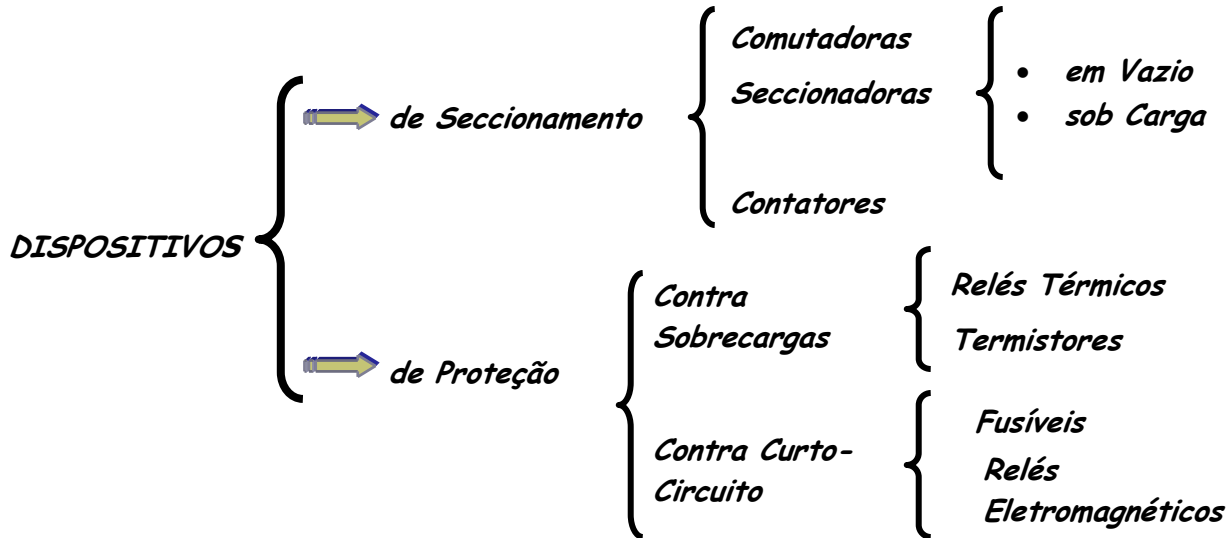 DISPOSITIVOS
de Seccionamento
Comutadoras
Seccionadoras
• em Vazio
• sob Carga
Contatores
de Proteção
Contra
Sobrecargas
Relés Térmicos
Termistores
Contra Curto-
Circuito
Fusíveis
Relés
Eletromagnéticos